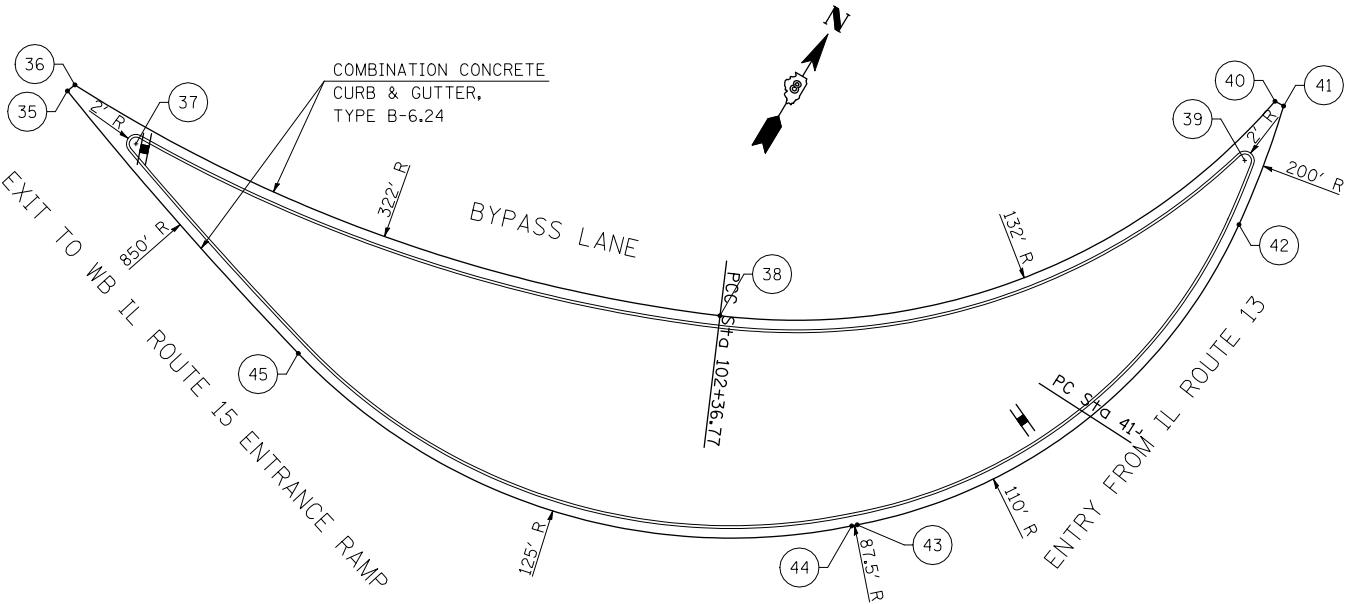 N
8
36
35
37
2' R
COMBINATION CONCRETE
CURB & GUTTER,
TYPE B-6.24
322' R
BYPASS LANE
850' R
EXIT TO WB IL ROUTE 15 ENTRANCE RAMP
45
PCC Sta 102+36.77
38
132' R
40
41
39
2' R
200' R
42
PC Sta 41
ENTRY FROM IL ROUTE 13
110' R
43
44
87.5' R
125' R